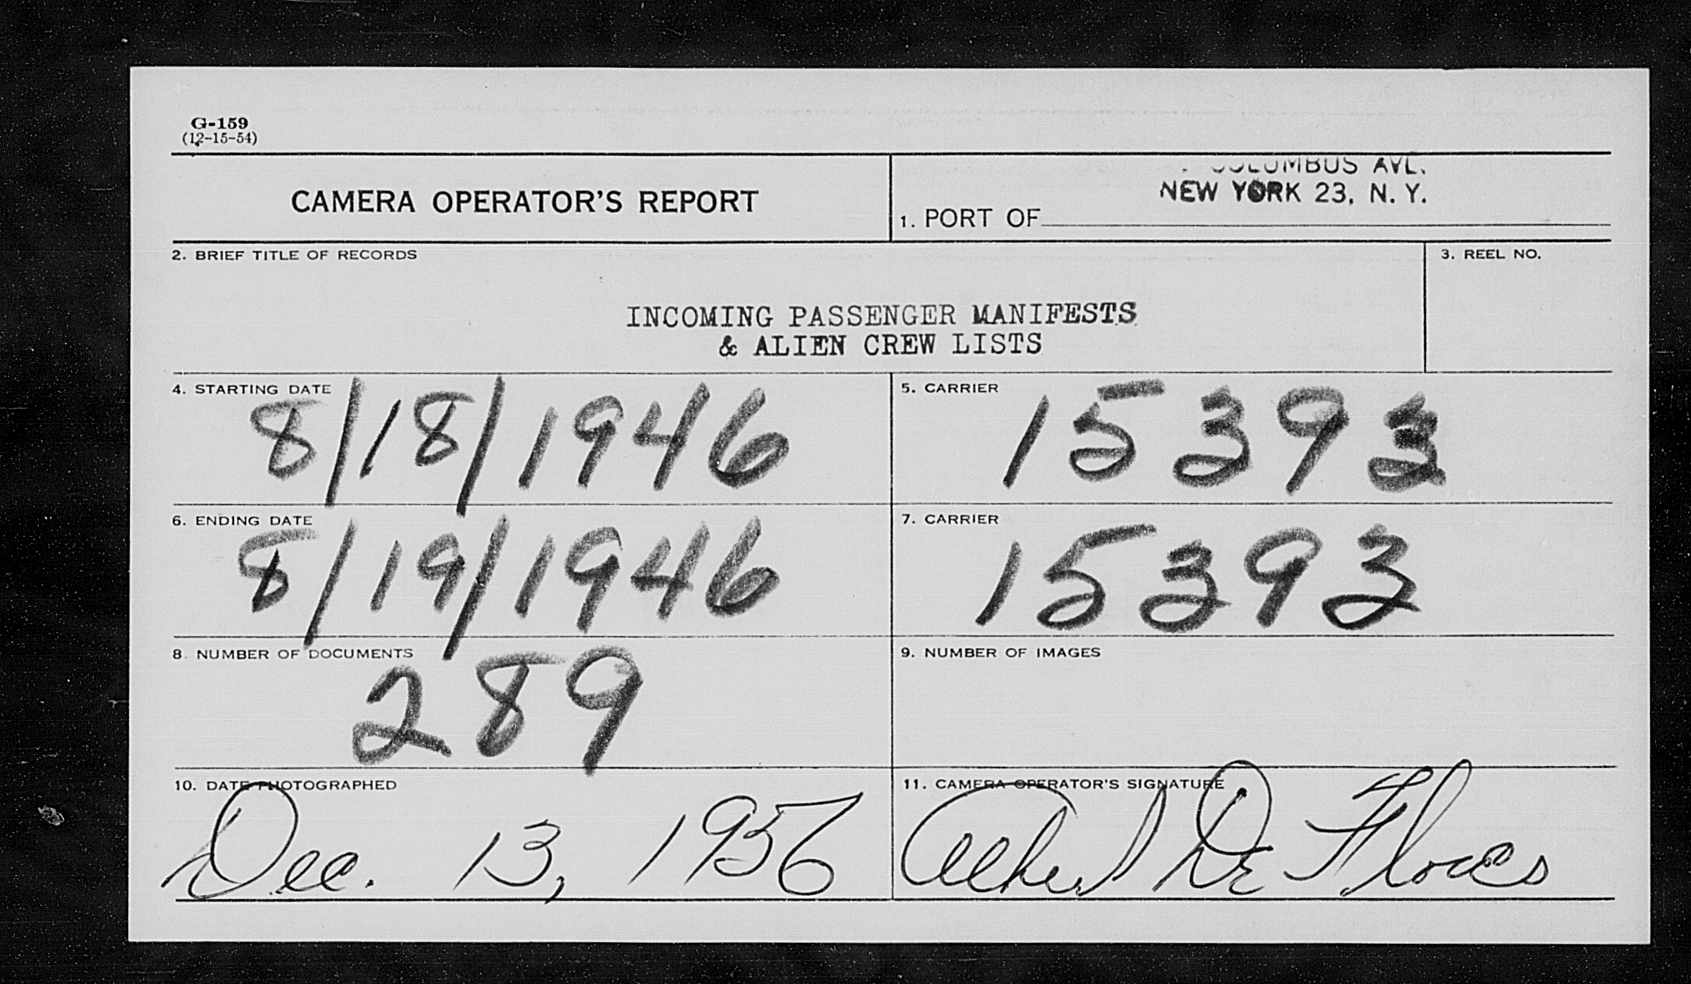 G-159
(12-15-54)
CAMERA OPERATOR'S REPORT
COLUMBUS AVE.
NEW YORK 23, N. Y.
1. PORT OF
2. BRIEF TITLE OF RECORDS
3. REEL NO.
INCOMING PASSENGER MANIFESTS
& ALIEN CREW LISTS
4. STARTING DATE
8/18/1946
5. CARRIER
15393
6. ENDING DATE
8/19/1946
7. CARRIER
15393
8. NUMBER OF DOCUMENTS
289
9. NUMBER OF IMAGES
10. DATE PHOTOGRAPHED
Dec. 13, 1956
11. CAMERA OPERATOR'S SIGNATURE
De Flores